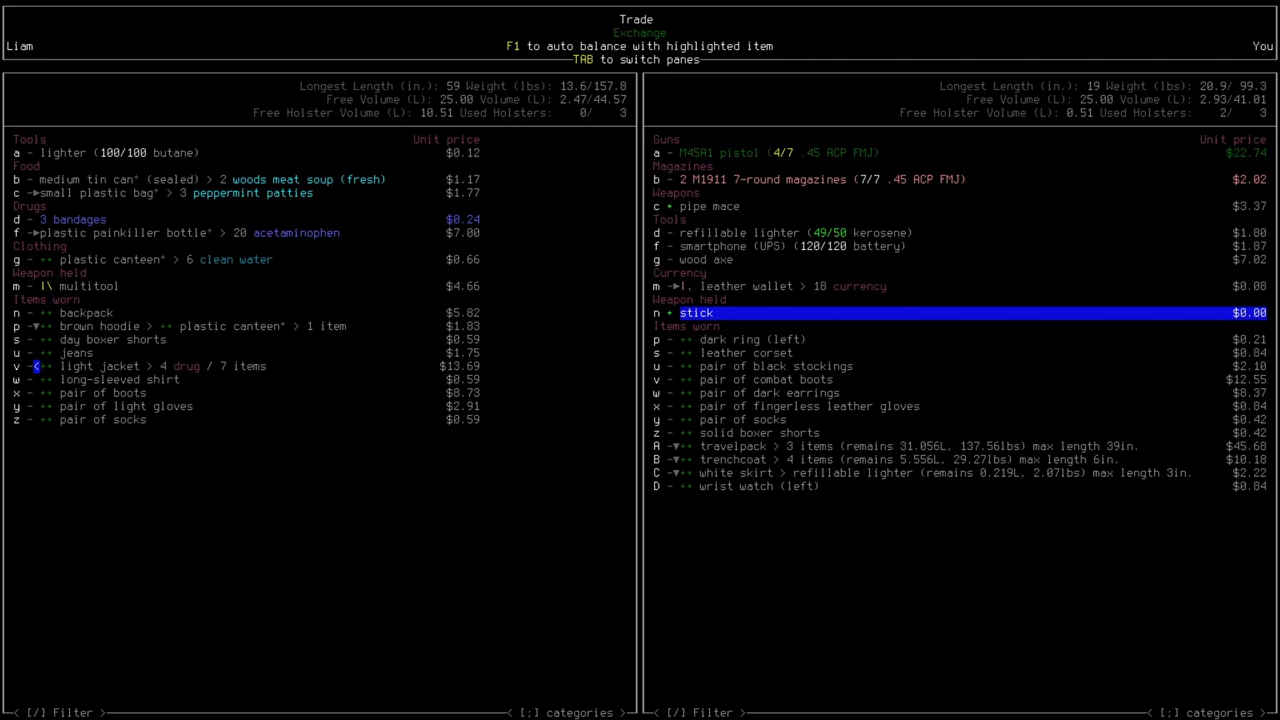 Trade
Exchange
Liam F1 to auto balance with highlighted item You
TAB to switch panes
Longest Length (in.): 59 Weight (lbs): 13.6/157.8
Free Volume (L): 25.00 Volume (L): 2.47/44.57
Free Holster Volume (L): 10.51 Used Holsters: 0/ 3
Tools Unit price
a - lighter (100/100 butane) $0.12
Food
b - medium tin can* (sealed) > 2 woods meat soup (fresh) $1.17
c -►small plastic bag* > 3 peppermint patties $1.77
Drugs
d - 3 bandages $0.24
f -►plastic painkiller bottle* > 20 acetaminophen $7.00
Clothing
g - ++ plastic canteen* > 6 clean water $0.66
Weapon held
m - |\ multitool $4.66
Items worn
n - ++ backpack $5.82
p -▼++ brown hoodie > ++ plastic canteen* > 1 item $1.83
s - ++ day boxer shorts $0.59
u - ++ jeans $1.75
v -<++ light jacket > 4 drug / 7 items $13.69
w - ++ long-sleeved shirt $0.59
x - ++ pair of boots $8.73
y - ++ pair of light gloves $2.91
z - ++ pair of socks $0.59
< [/] Filter > < [;] categories >
Longest Length (in.): 19 Weight (lbs): 20.9/ 99.3
Free Volume (L): 25.00 Volume (L): 2.93/41.01
Free Holster Volume (L): 0.51 Used Holsters: 2/ 3
Guns Unit price
a - M45A1 pistol (4/7 .45 ACP FMJ) $22.74
Magazines
b - 2 M1911 7-round magazines (7/7 .45 ACP FMJ) $2.02
Weapons
c + pipe mace $3.37
Tools
d - refillable lighter (49/50 kerosene) $1.80
f - smartphone (UPS) (120/120 battery) $1.87
g - wood axe $7.02
Currency
m -►|. leather wallet > 18 currency $0.08
Weapon held
n + stick $0.00
Items worn
p - ++ dark ring (left) $0.21
s - ++ leather corset $0.84
u - ++ pair of black stockings $2.10
v - ++ pair of combat boots $12.55
w - ++ pair of dark earrings $8.37
x - ++ pair of fingerless leather gloves $0.84
y - ++ pair of socks $0.42
z - ++ solid boxer shorts $0.42
A -▼++ travelpack > 3 items (remains 31.056L, 137.56lbs) max length 39in. $45.68
B -▼++ trenchcoat > 4 items (remains 5.556L, 29.27lbs) max length 6in. $10.18
C -▼++ white skirt > refillable lighter (remains 0.219L, 2.07lbs) max length 3in. $2.22
D - ++ wrist watch (left) $0.84
< [/] Filter > < [;] categories >